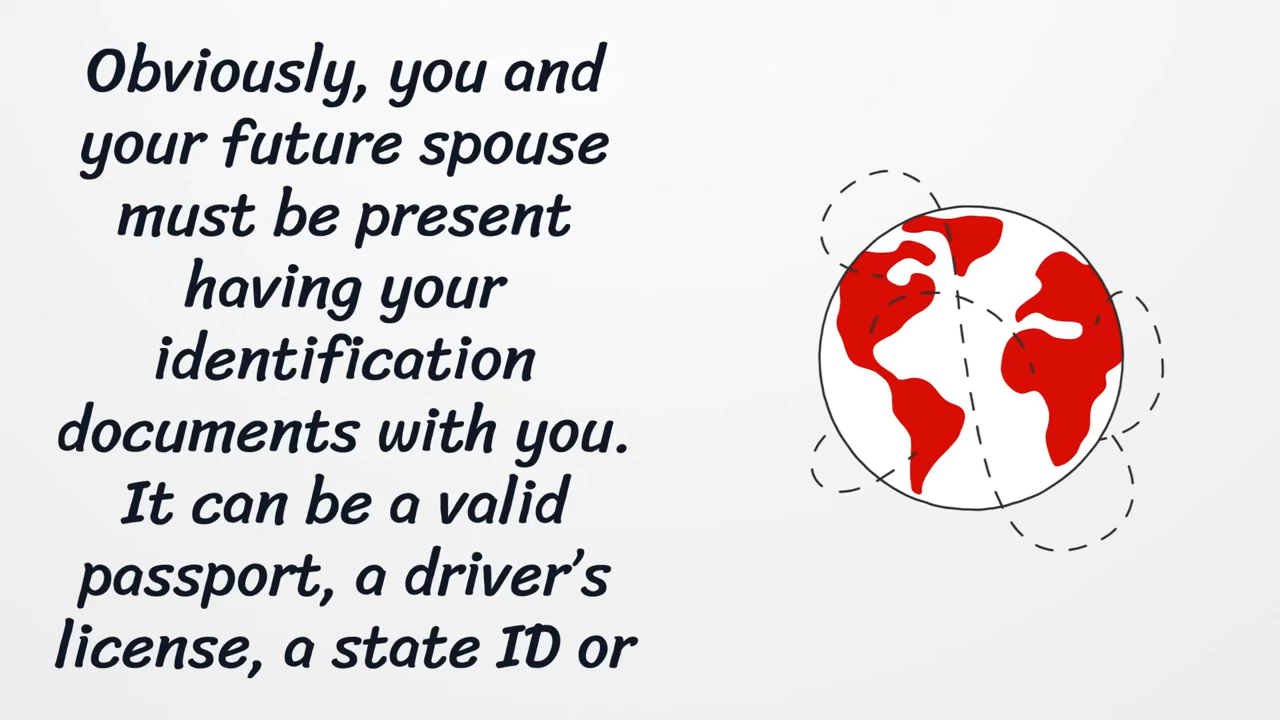 Obviously, you and
your future spouse
must be present
having your
identification
documents with you.
It can be a valid
passport, a driver’s
license, a state ID or